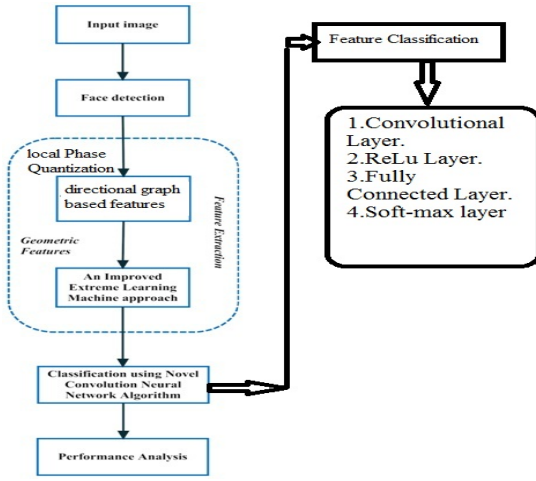 Input image
Face detection
local Phase
Quantization
directional graph
based features
Geometric
Features
Feature Extraction
An Improved
Extreme Learning
Machine approach
Classification using Novel
Convolution Neural
Network Algorithm
Performance Analysis
Feature Classification
1.Convolutional
Layer.
2.ReLu Layer.
3.Fully
Connected Layer.
4.Soft-max layer